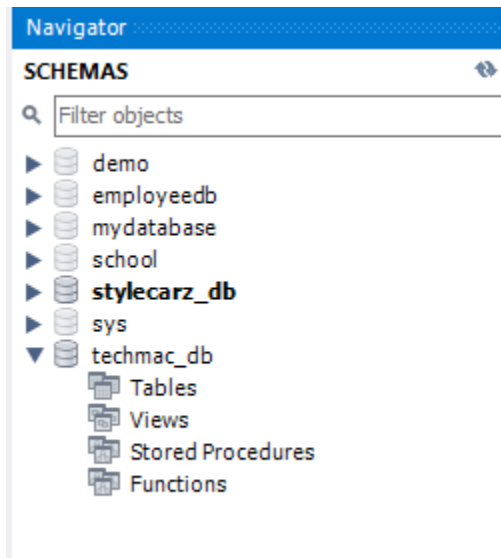 Navigator
SCHEMAS
Filter objects
demo
employeedb
mydatabase
school
stylecarz_db
sys
techmac_db
Tables
Views
Stored Procedures
Functions